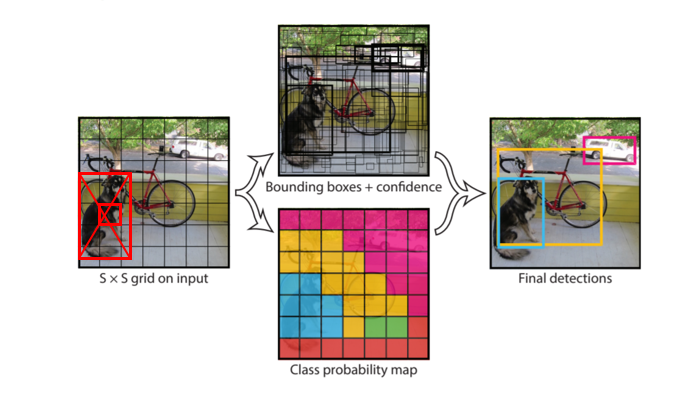 Bounding boxes + confidence
S × S grid on input
Final detections
Class probability map